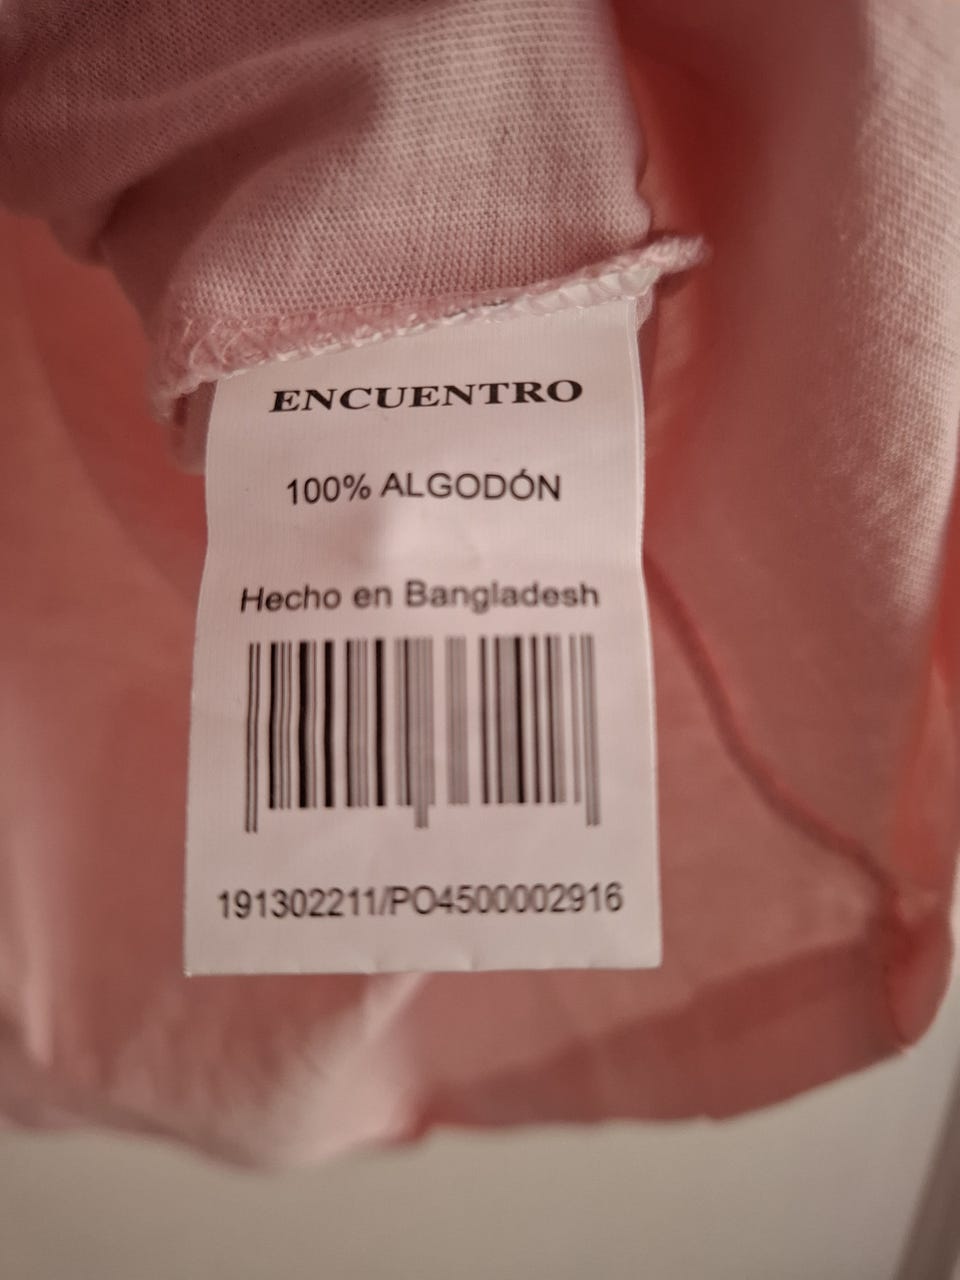 ENCUENTRO
100% ALGODÓN
Hecho en Bangladesh
191302211/PO4500002916